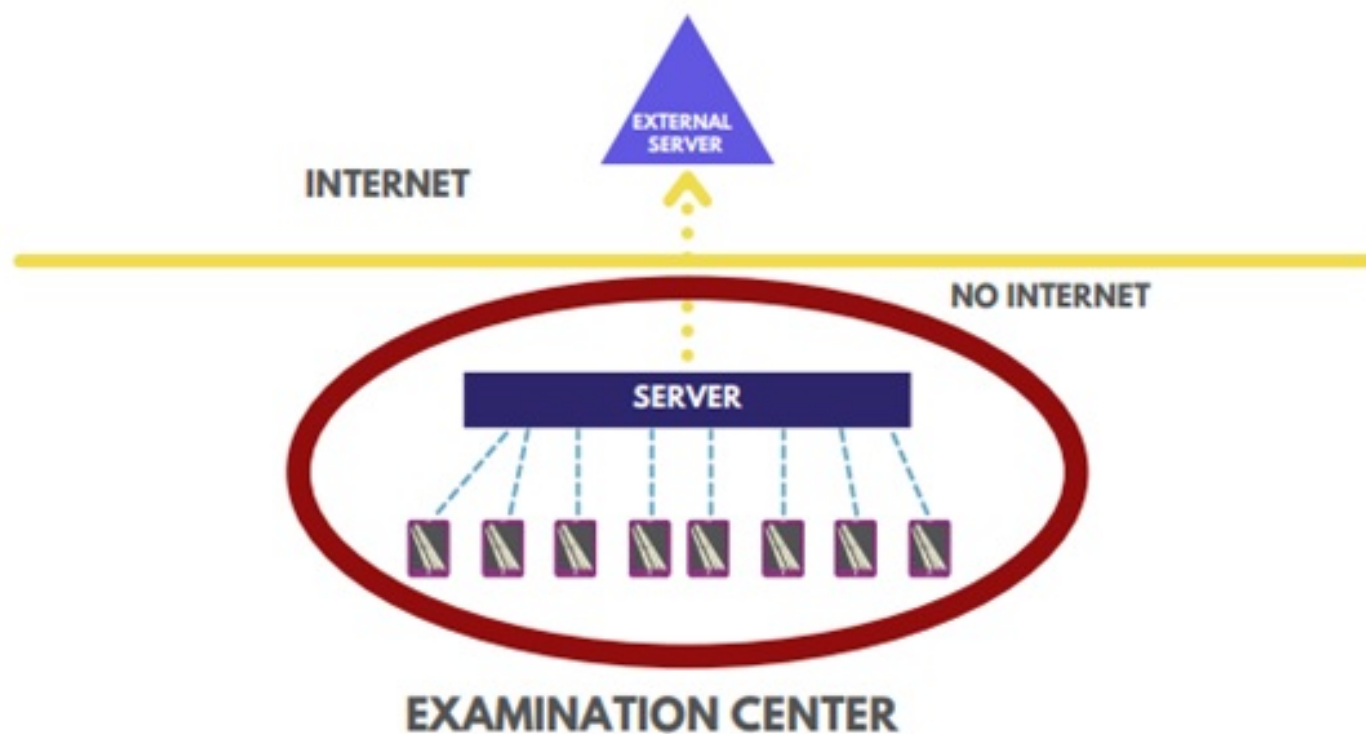 EXTERNAL
SERVER
INTERNET
NO INTERNET
SERVER
EXAMINATION CENTER